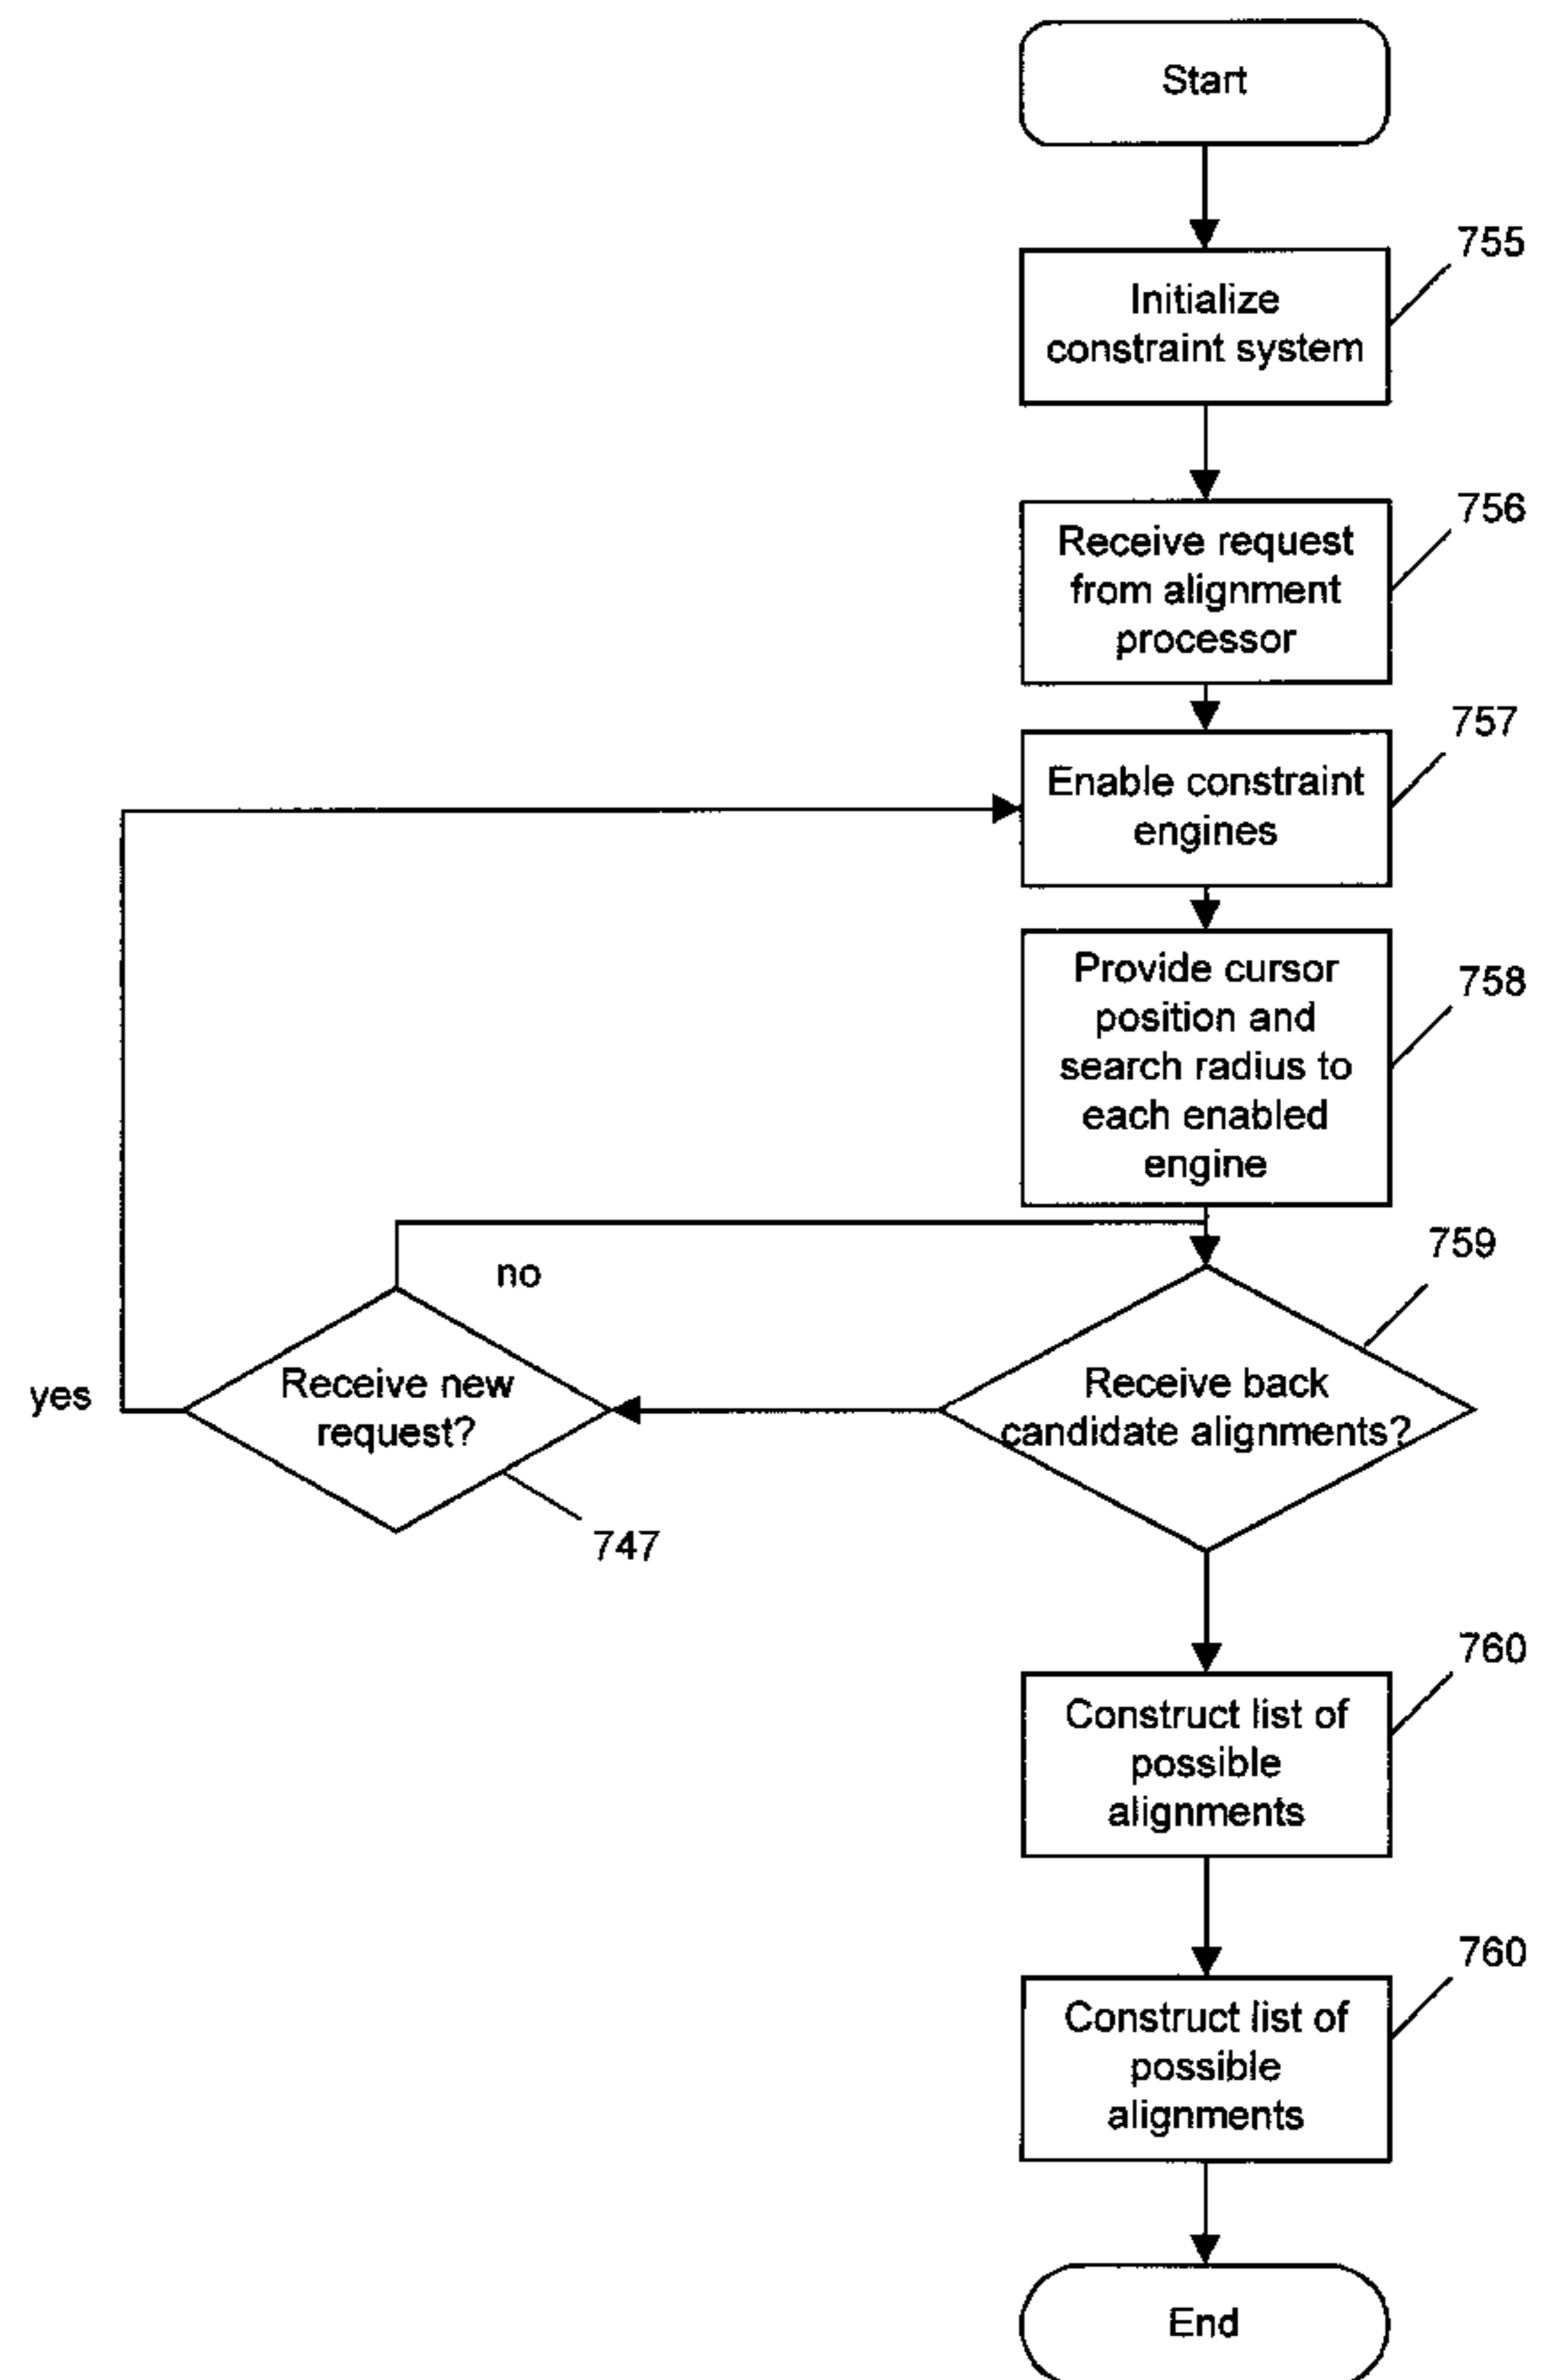 Start
755
Initialize
constraint system
756
Receive request
from alignment
processor
757
Enable constraint
engines
758
Provide cursor
position and
search radius to
each enabled
engine
759
no
Receive back
candidate alignments?
yes
Receive new
request?
747
760
Construct list of
possible
alignments
760
Construct list of
possible
alignments
End